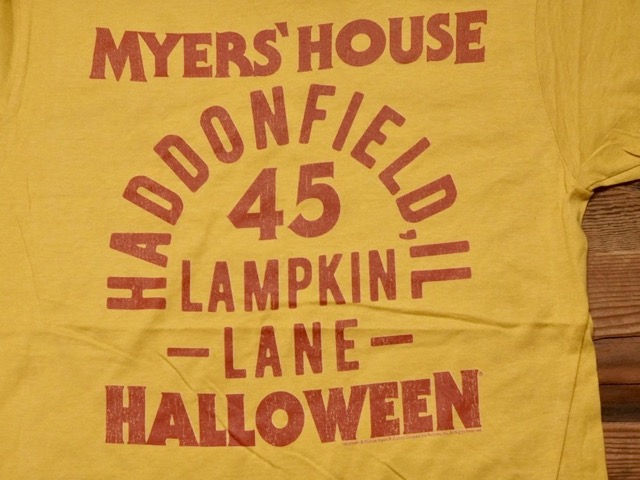 MYERS' HOUSE
HADDONFIELD, IL
45
LAMPKIN
- LANE -
HALLOWEEN